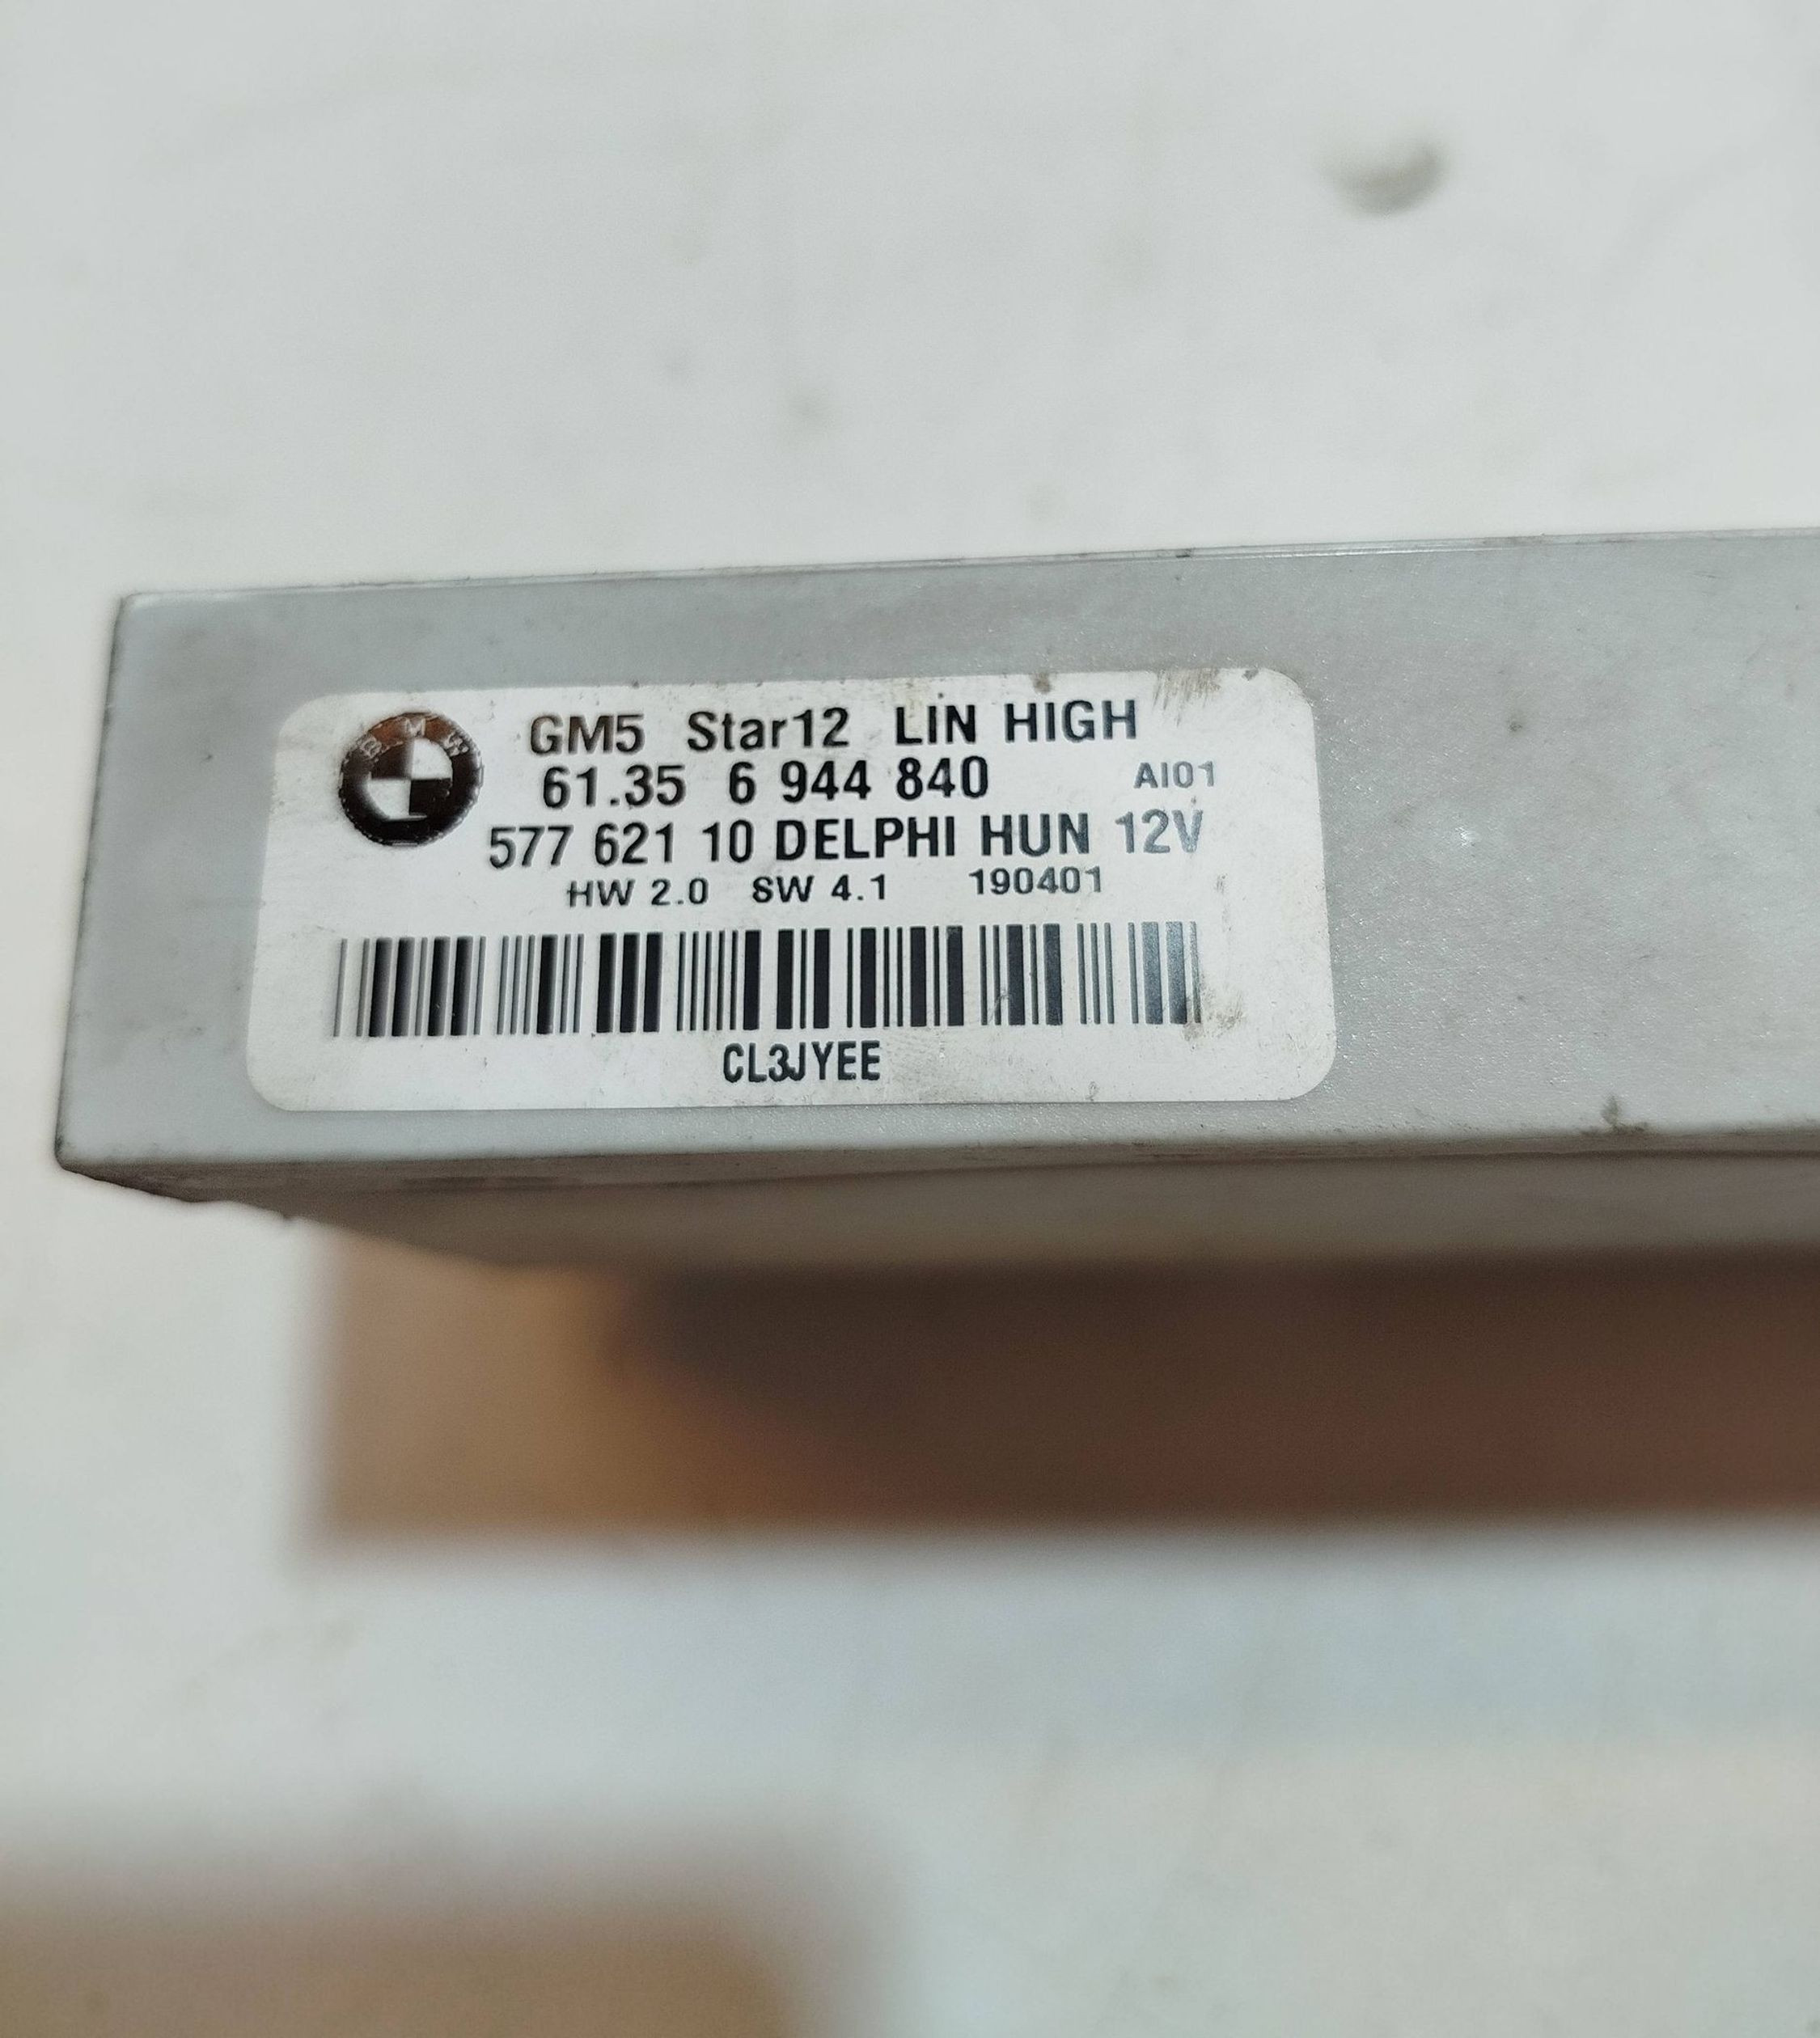 BMW
GM5 Star12 LIN HIGH
61.35 6 944 840 AI01
577 621 10 DELPHI HUN 12V
HW 2.0 SW 4.1 190401
CL3JYEE